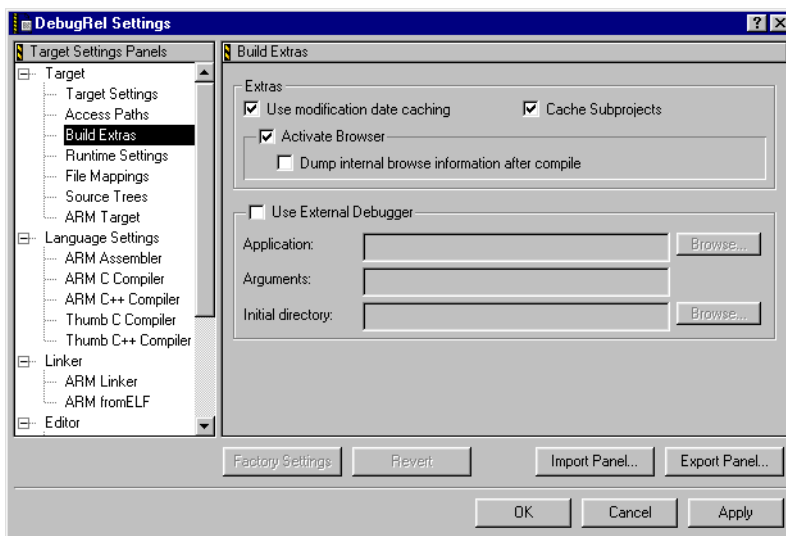 DebugRel Settings
Target Settings Panels
Target
Target Settings
Access Paths
Build Extras
Runtime Settings
File Mappings
Source Trees
ARM Target
Language Settings
ARM Assembler
ARM C Compiler
ARM C++ Compiler
Thumb C Compiler
Thumb C++ Compiler
Linker
ARM Linker
ARM fromELF
Editor
Build Extras
Extras
Use modification date caching
Cache Subprojects
Activate Browser
Dump internal browse information after compile
Use External Debugger
Application:
Browse...
Arguments:
Initial directory:
Browse...
Factory Settings
Revert
Import Panel...
Export Panel...
OK
Cancel
Apply